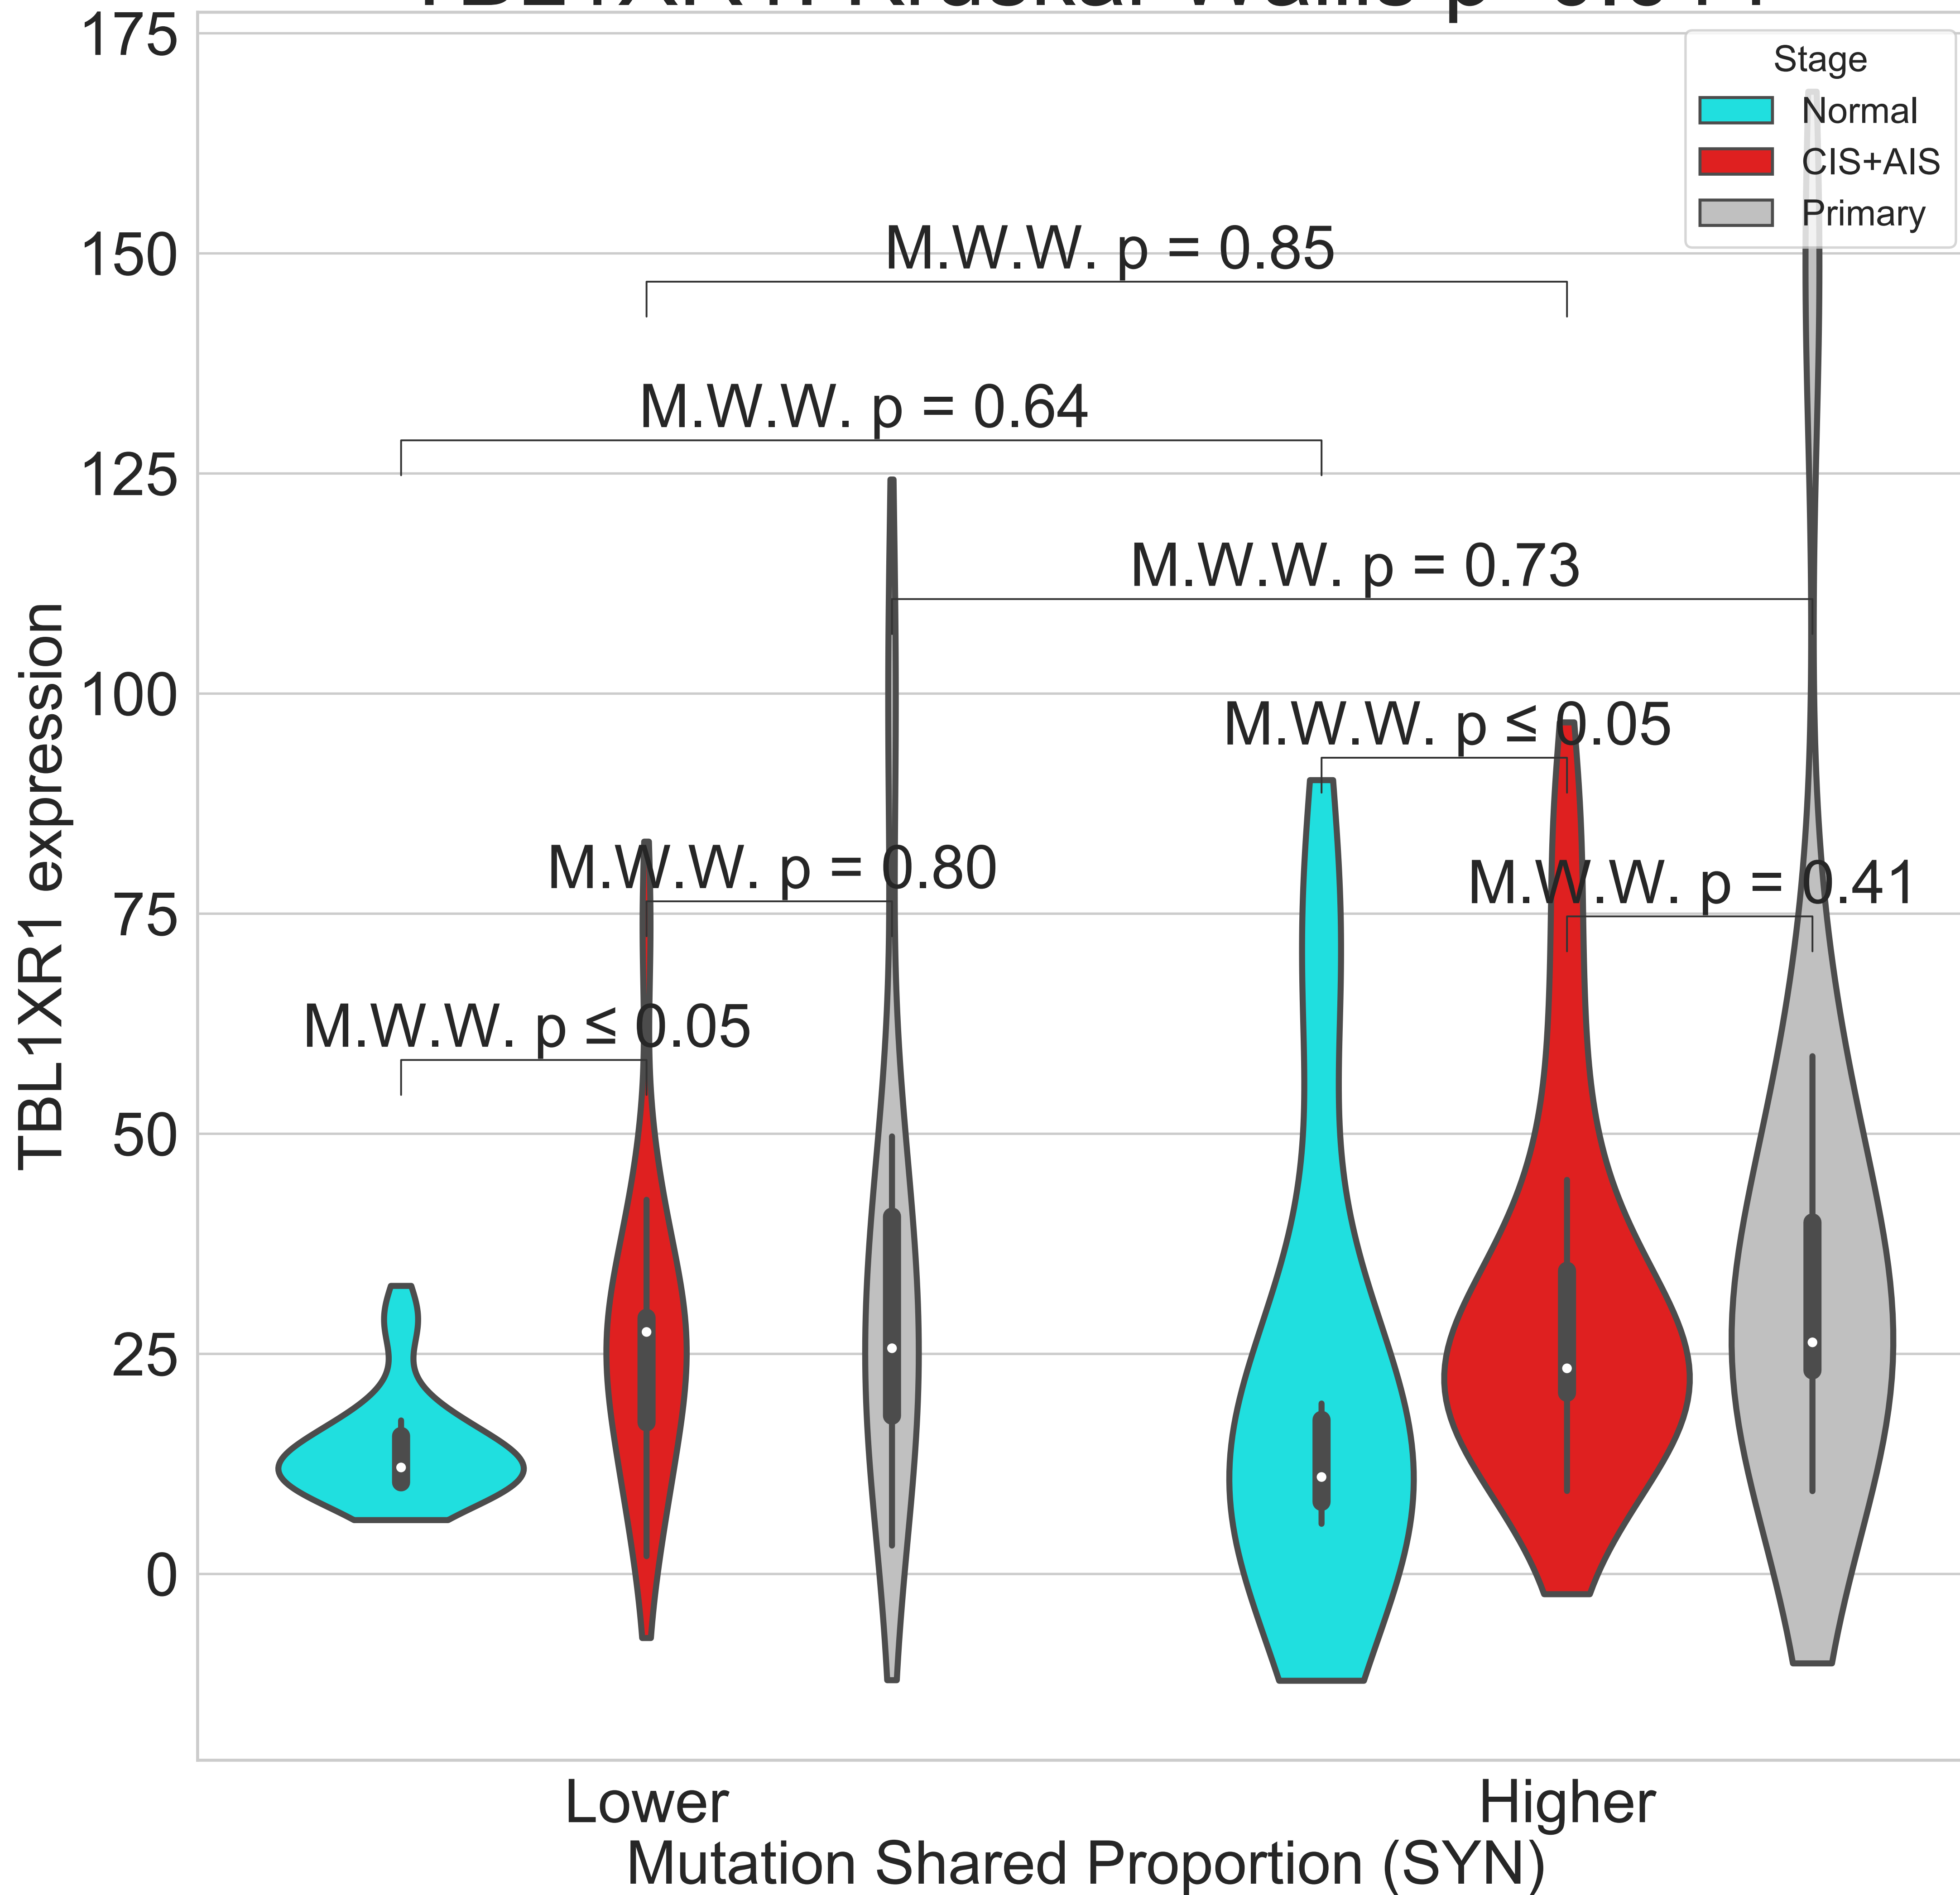 175
Stage
Normal
CIS+AIS
Primary
150
M.W.W. p = 0.85
M.W.W. p = 0.64
125
M.W.W. p = 0.73
100
M.W.W. p ≤ 0.05
M.W.W. p = 0.80
M.W.W. p = 0.41
75
M.W.W. p ≤ 0.05
50
25
0
TBL1XR1 expression
Lower
Higher
Mutation Shared Proportion (SYN)